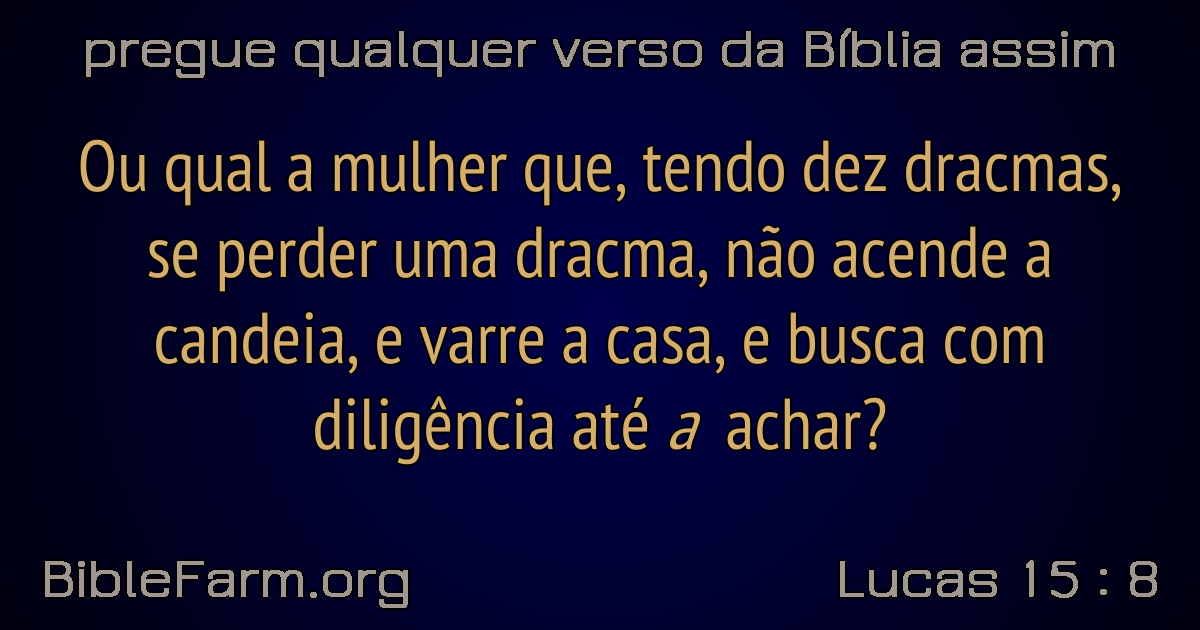 pregue qualquer verso da Bíblia assim
Ou qual a mulher que, tendo dez dracmas,
se perder uma dracma, não acende a
candeia, e varre a casa, e busca com
diligência até a achar?
BibleFarm.org
Lucas 15 : 8